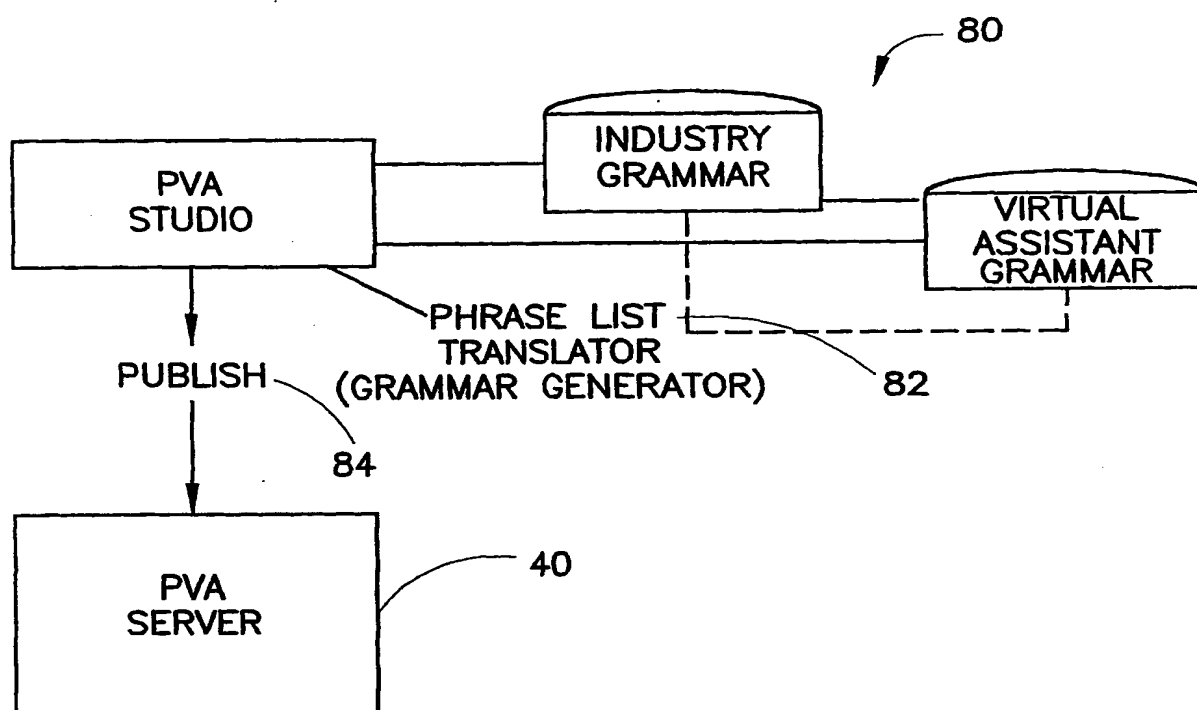 80
INDUSTRY
GRAMMAR
PVA
STUDIO
VIRTUAL
ASSISTANT
GRAMMAR
PHRASE LIST
TRANSLATOR
(GRAMMAR GENERATOR)
82
PUBLISH
84
PVA
SERVER
40